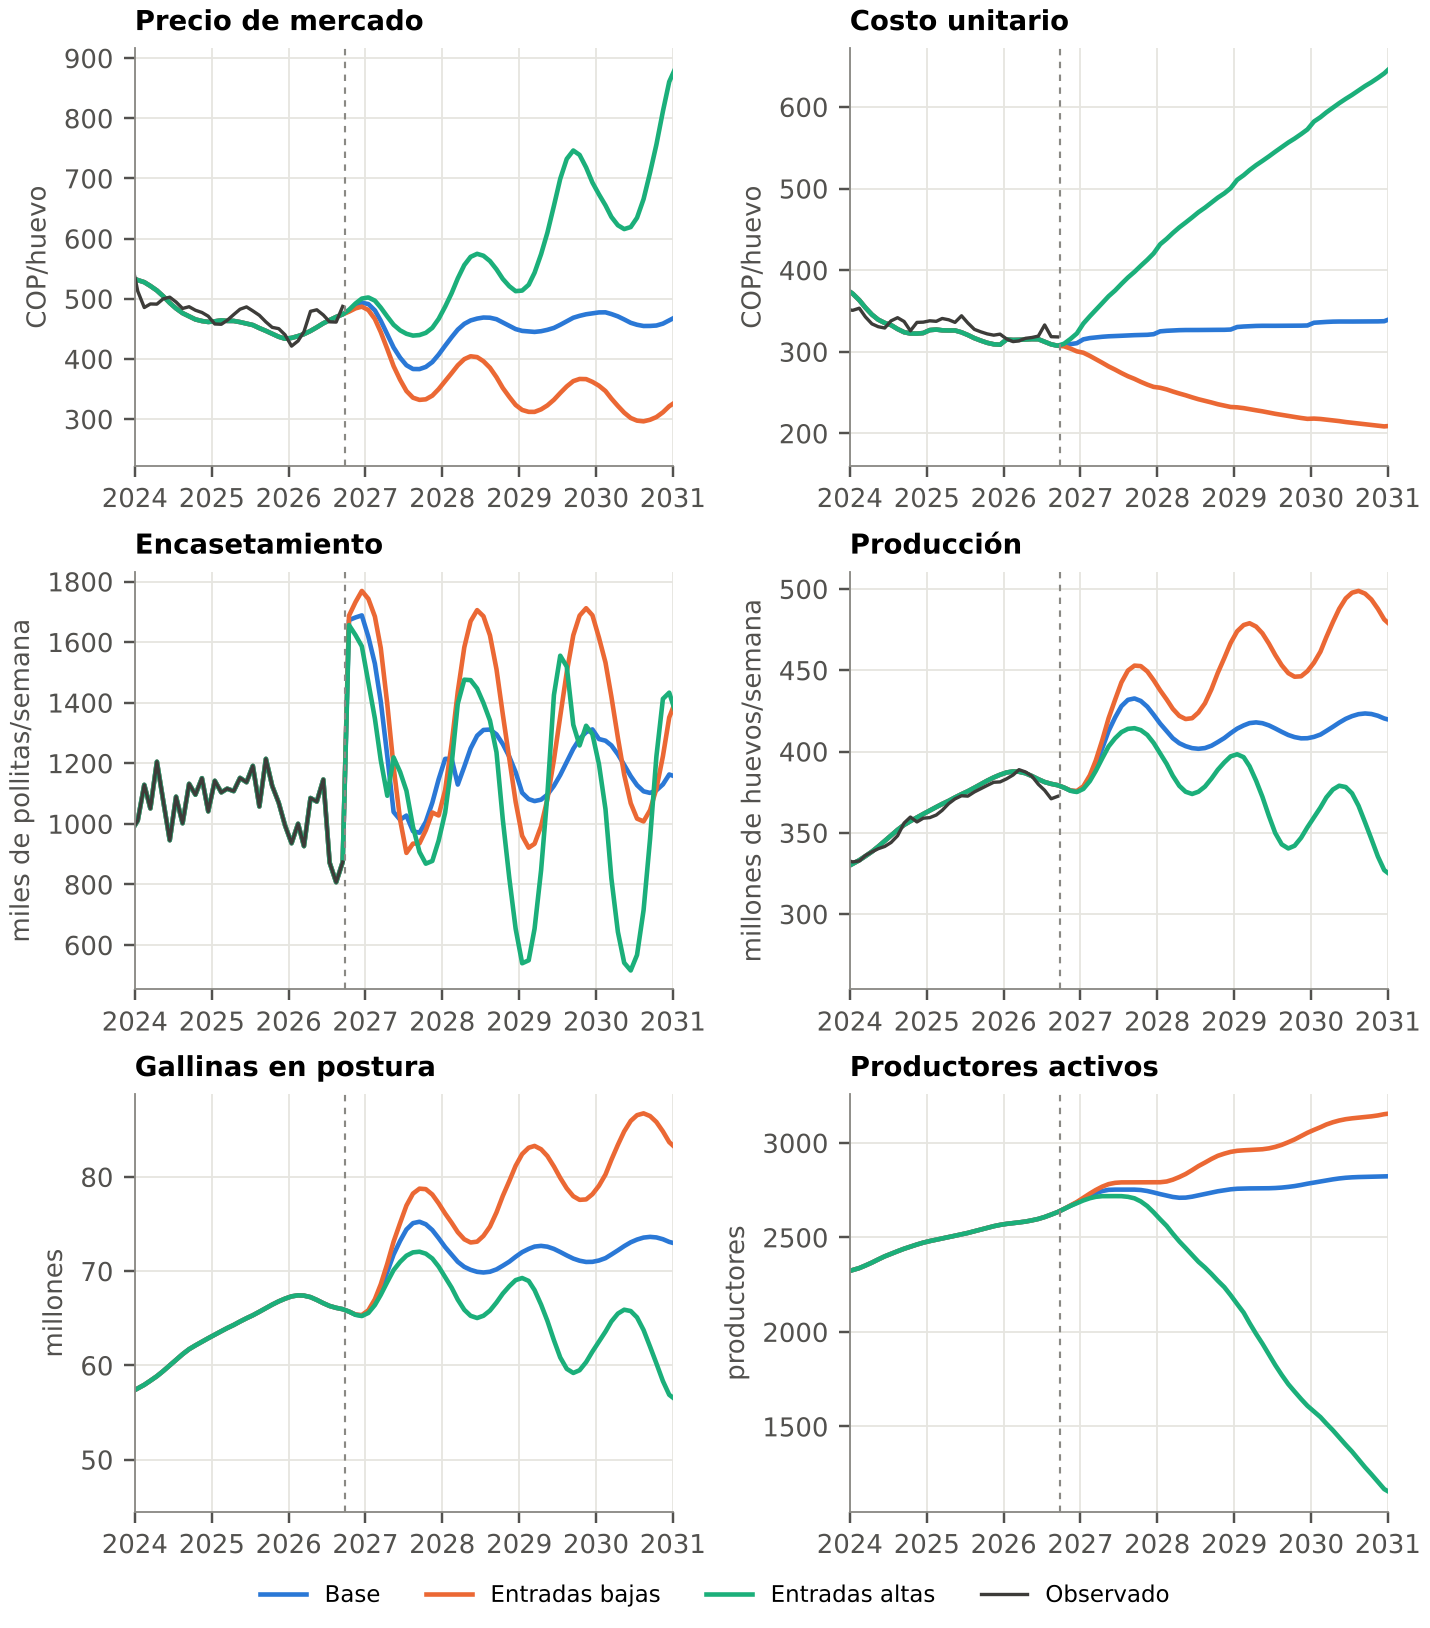 Precio de mercado
COP/huevo
900
800
700
600
500
400
300
2024 2025 2026 2027 2028 2029 2030 2031
Costo unitario
COP/huevo
600
500
400
300
200
2024 2025 2026 2027 2028 2029 2030 2031
Encasetamiento
miles de pollitas/semana
1800
1600
1400
1200
1000
800
600
2024 2025 2026 2027 2028 2029 2030 2031
Producción
millones de huevos/semana
500
450
400
350
300
2024 2025 2026 2027 2028 2029 2030 2031
Gallinas en postura
millones
80
70
60
50
2024 2025 2026 2027 2028 2029 2030 2031
Productores activos
productores
3000
2500
2000
1500
2024 2025 2026 2027 2028 2029 2030 2031
Base Entradas bajas Entradas altas Observado